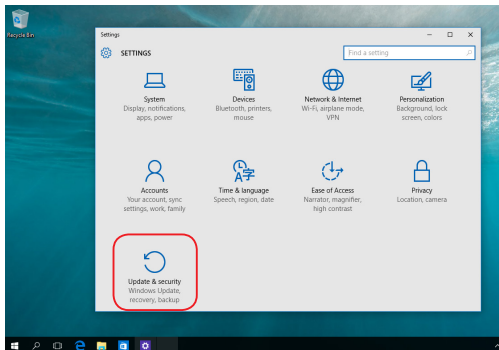 Recycle Bin
Settings
SETTINGS
Find a setting
System
Display, notifications,
apps, power
Devices
Bluetooth, printers,
mouse
Network & Internet
Wi-Fi, airplane mode,
VPN
Personalization
Background, lock
screen, colors
Accounts
Your account, sync
settings, work, family
Time & language
Speech, region, date
Ease of Access
Narrator, magnifier,
high contrast
Privacy
Location, camera
Update & security
Windows Update,
recovery, backup